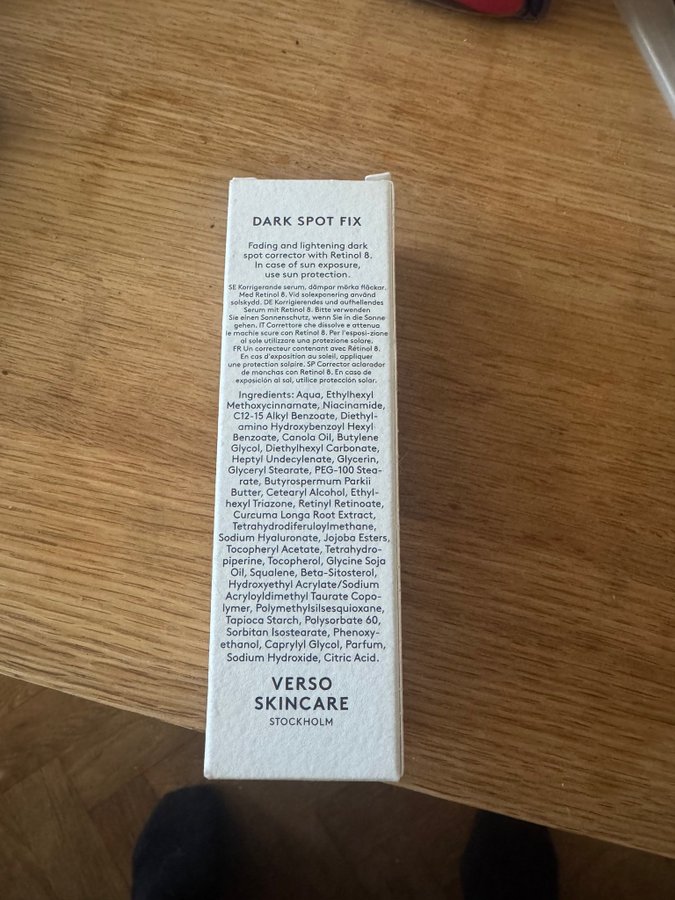 DARK SPOT FIX
Fading and lightening dark
spot corrector with Retinol 8.
In case of sun exposure,
use sun protection.
SE Korrigerande serum, dämpar mörka fläckar.
Med Retinol 8. Vid solexponering använd
solskydd. DE Korrigierendes und aufhellendes
Serum mit Retinol 8. Bitte verwenden
Sie einen Sonnenschutz, wenn Sie in die Sonne
gehen. IT Correttore che dissolve e attenua
le machie scure con Retinol 8. Per l'esposi-zione
al sole utilizzare una protezione solare.
FR Un correcteur contenant avec Rétinol 8.
En cas d'exposition au soleil, appliquer
une protection solaire. SP Corrector aclarador
de manchas con Retinol 8. En caso de
exposición al sol, utilice protección solar.
Ingredients: Aqua, Ethylhexyl
Methoxycinnamate, Niacinamide,
C12-15 Alkyl Benzoate, Diethyl-
amino Hydroxybenzoyl Hexyl
Benzoate, Canola Oil, Butylene
Glycol, Diethylhexyl Carbonate,
Heptyl Undecylenate, Glycerin,
Glyceryl Stearate, PEG-100 Stea-
rate, Butyrospermum Parkii
Butter, Cetearyl Alcohol, Ethyl-
hexyl Triazone, Retinyl Retinoate,
Curcuma Longa Root Extract,
Tetrahydrodiferuloylmethane,
Sodium Hyaluronate, Jojoba Esters,
Tocopheryl Acetate, Tetrahydro-
piperine, Tocopherol, Glycine Soja
Oil, Squalene, Beta-Sitosterol,
Hydroxyethyl Acrylate/Sodium
Acryloyldimethyl Taurate Copo-
lymer, Polymethylsilsesquioxane,
Tapioca Starch, Polysorbate 60,
Sorbitan Isostearate, Phenoxy-
ethanol, Caprylyl Glycol, Parfum,
Sodium Hydroxide, Citric Acid.
VERSO
SKINCARE
STOCKHOLM